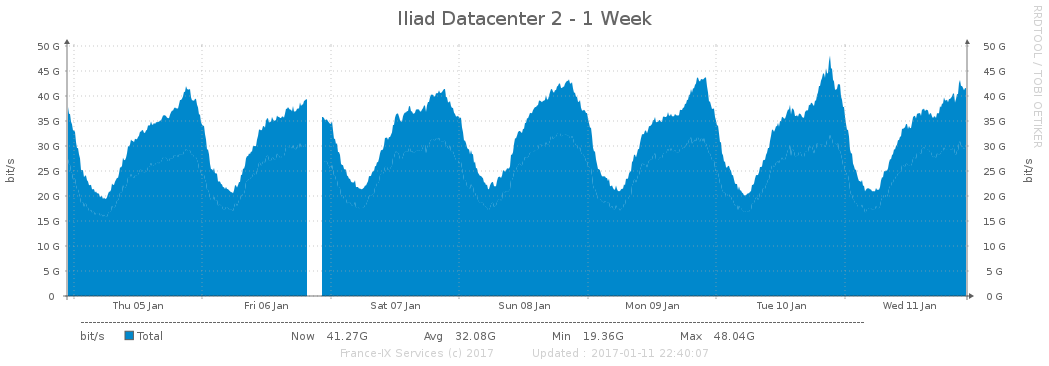 Iliad Datacenter 2 - 1 Week
RRDTOOL / TOBI OETIKER
50 G 50 G
45 G 45 G
40 G 40 G
35 G 35 G
30 G 30 G
25 G 25 G
20 G 20 G
15 G 15 G
10 G 10 G
5 G 5 G
0 0 G
bit/s bit/s
Thu 05 Jan Fri 06 Jan Sat 07 Jan Sun 08 Jan Mon 09 Jan Tue 10 Jan Wed 11 Jan
bit/s Total Now 41.27G Avg 32.08G Min 19.36G Max 48.04G
France-IX Services (c) 2017 Updated : 2017-01-11 22:40:07